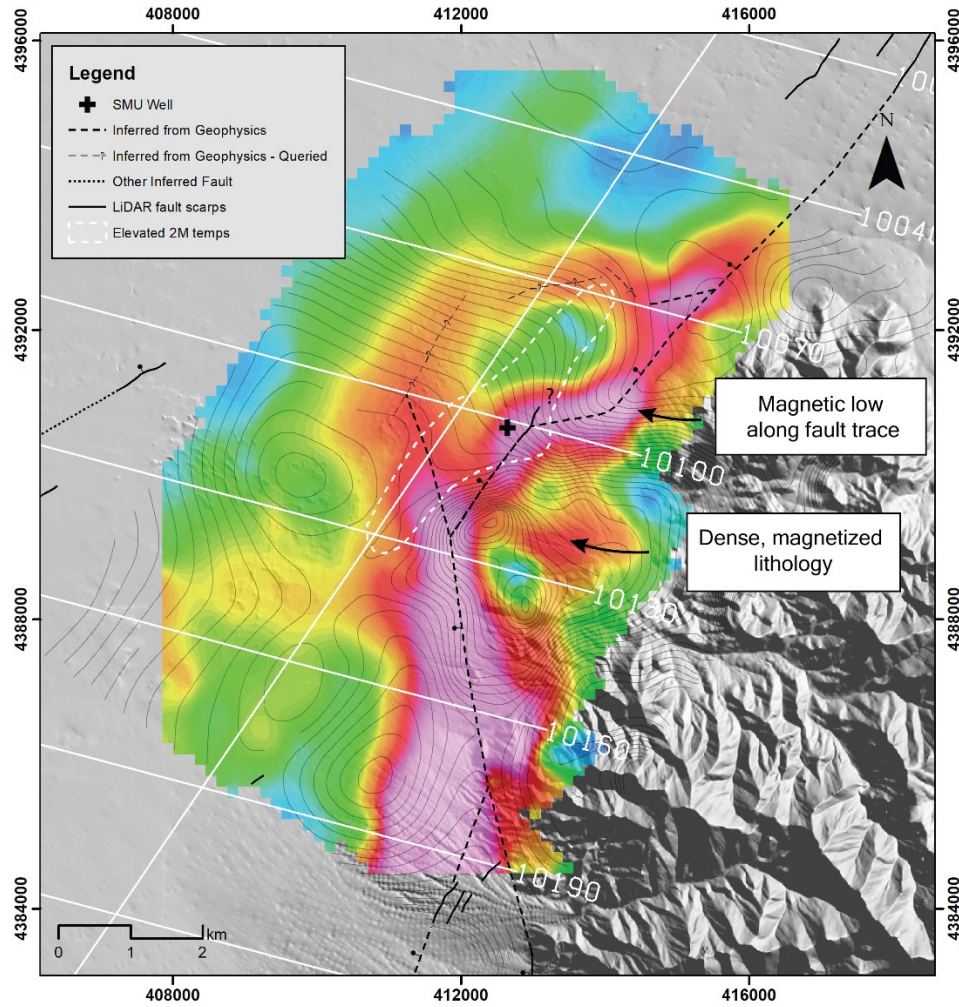 408000
412000
416000
4396000
4396000
Legend
SMU Well
Inferred from Geophysics
? Inferred from Geophysics - Queried
Other Inferred Fault
LiDAR fault scarps
Elevated 2M temps
N
10040
4392000
4392000
10070
?
Magnetic low
along fault trace
10100
Dense, magnetized
lithology
10130
4388000
4388000
10160
10190
4384000
4384000
0 1 2 km
408000
412000
416000